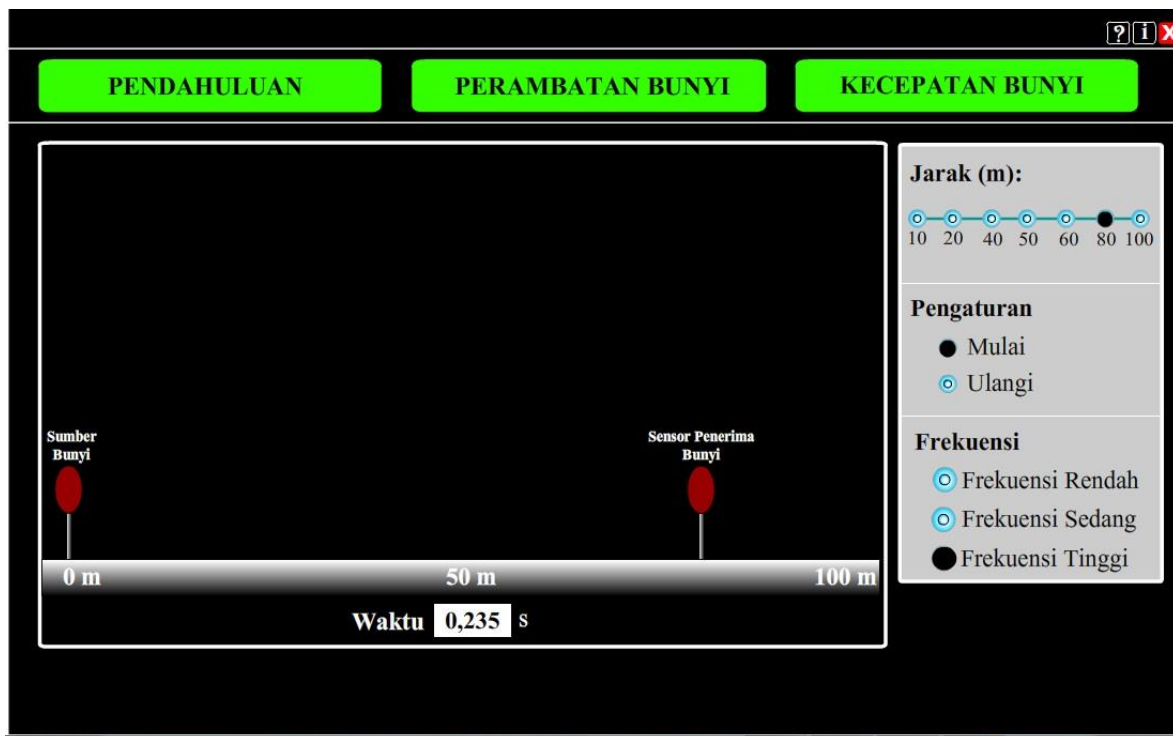 ? i X
PENDAHULUAN
PERAMBATAN BUNYI
KECEPATAN BUNYI
Jarak (m):
10 20 40 50 60 80 100
Pengaturan
Mulai
Ulangi
Frekuensi
Frekuensi Rendah
Frekuensi Sedang
Frekuensi Tinggi
Sumber
Bunyi
Sensor Penerima
Bunyi
0 m 50 m 100 m
Waktu 0,235 s